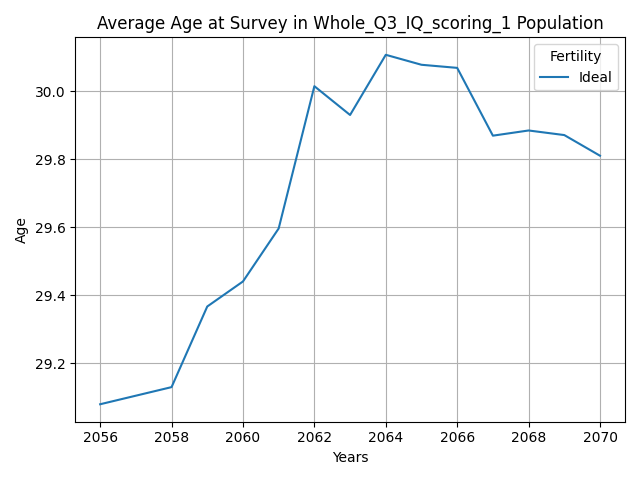 Average Age at Survey in Whole_Q3_IQ_scoring_1 Population
Fertility
Ideal
30.0
29.8
29.6
29.4
29.2
Age
2056 2058 2060 2062 2064 2066 2068 2070
Years